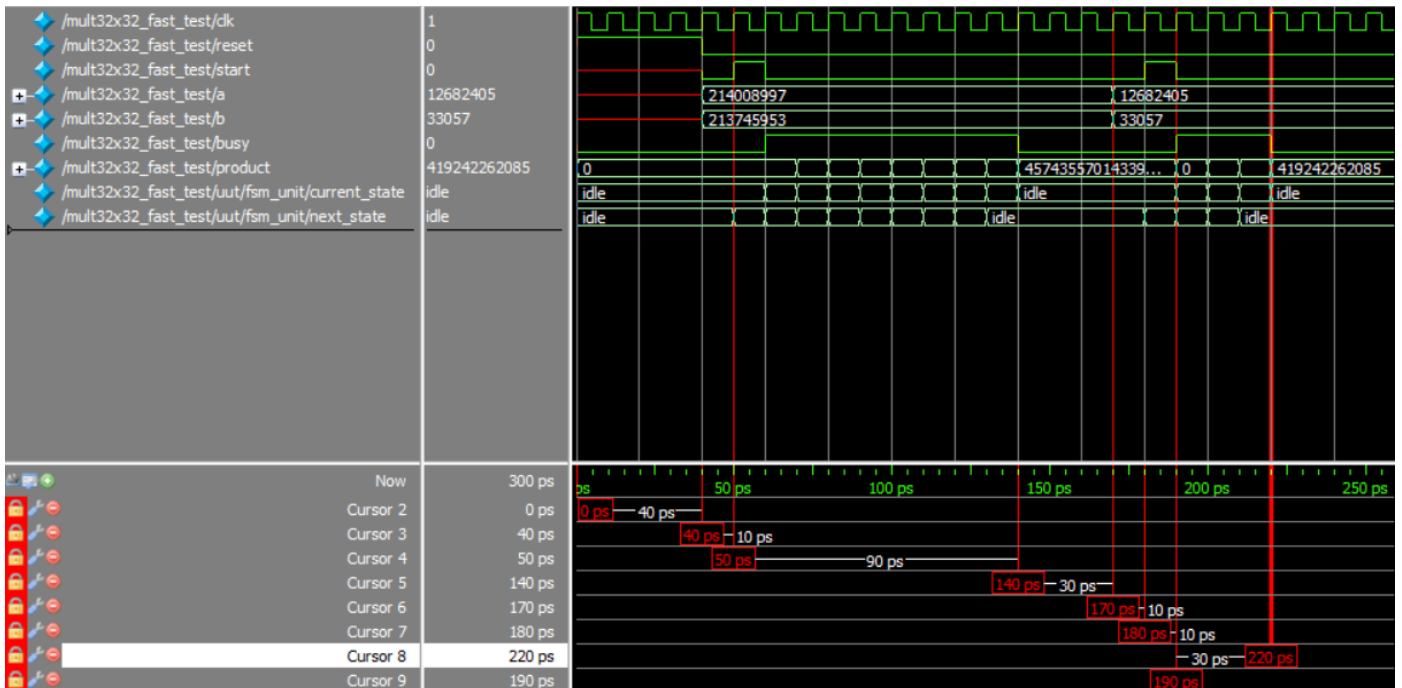 /mult32x32_fast_test/clk 1
/mult32x32_fast_test/reset 0
/mult32x32_fast_test/start 0
/mult32x32_fast_test/a 12682405 214008997 12682405
/mult32x32_fast_test/b 33057 213745953 33057
/mult32x32_fast_test/busy 0
/mult32x32_fast_test/product 419242262085 0 45743557014339... 0 419242262085
/mult32x32_fast_test/uut/fsm_unit/current_state idle idle idle idle
/mult32x32_fast_test/uut/fsm_unit/next_state idle idle idle idle
Now 300 ps ps 50 ps 100 ps 150 ps 200 ps 250 ps
Cursor 2 0 ps 0 ps 40 ps
Cursor 3 40 ps 40 ps 10 ps
Cursor 4 50 ps 50 ps 90 ps
Cursor 5 140 ps 140 ps 30 ps
Cursor 6 170 ps 170 ps 10 ps
Cursor 7 180 ps 180 ps 10 ps
Cursor 8 220 ps 30 ps 220 ps
Cursor 9 190 ps 190 ps